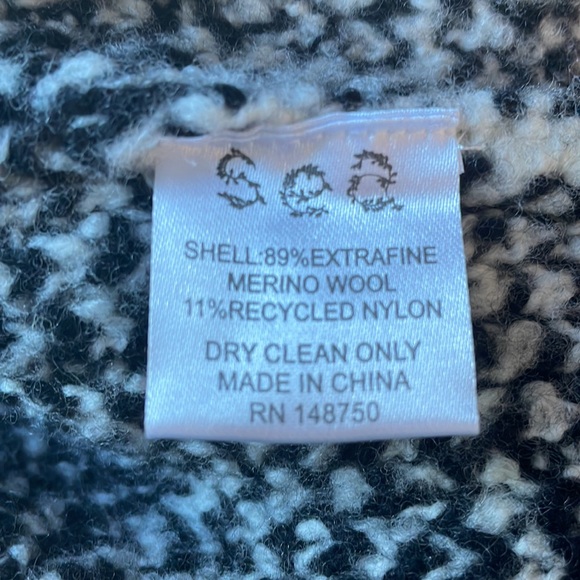 Sea
SHELL:89%EXTRAFINE
MERINO WOOL
11%RECYCLED NYLON
DRY CLEAN ONLY
MADE IN CHINA
RN 148750